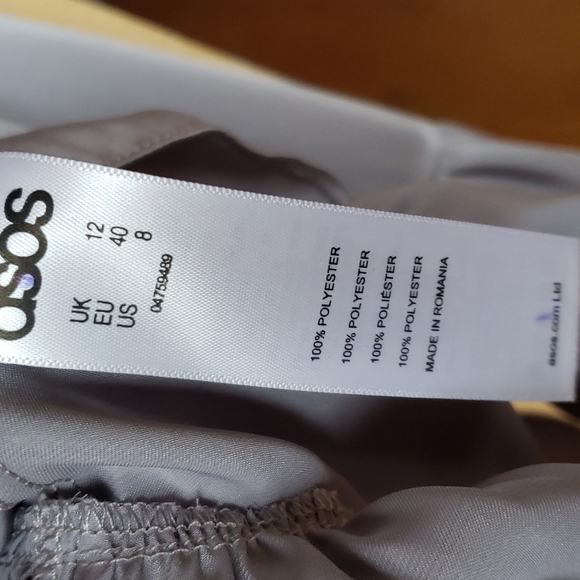 asos
UK 12
EU 40
US 8
04759489
100% POLYESTER
100% POLYESTER
100% POLIÉSTER
100% POLYESTER
MADE IN ROMANIA
asos.com Ltd